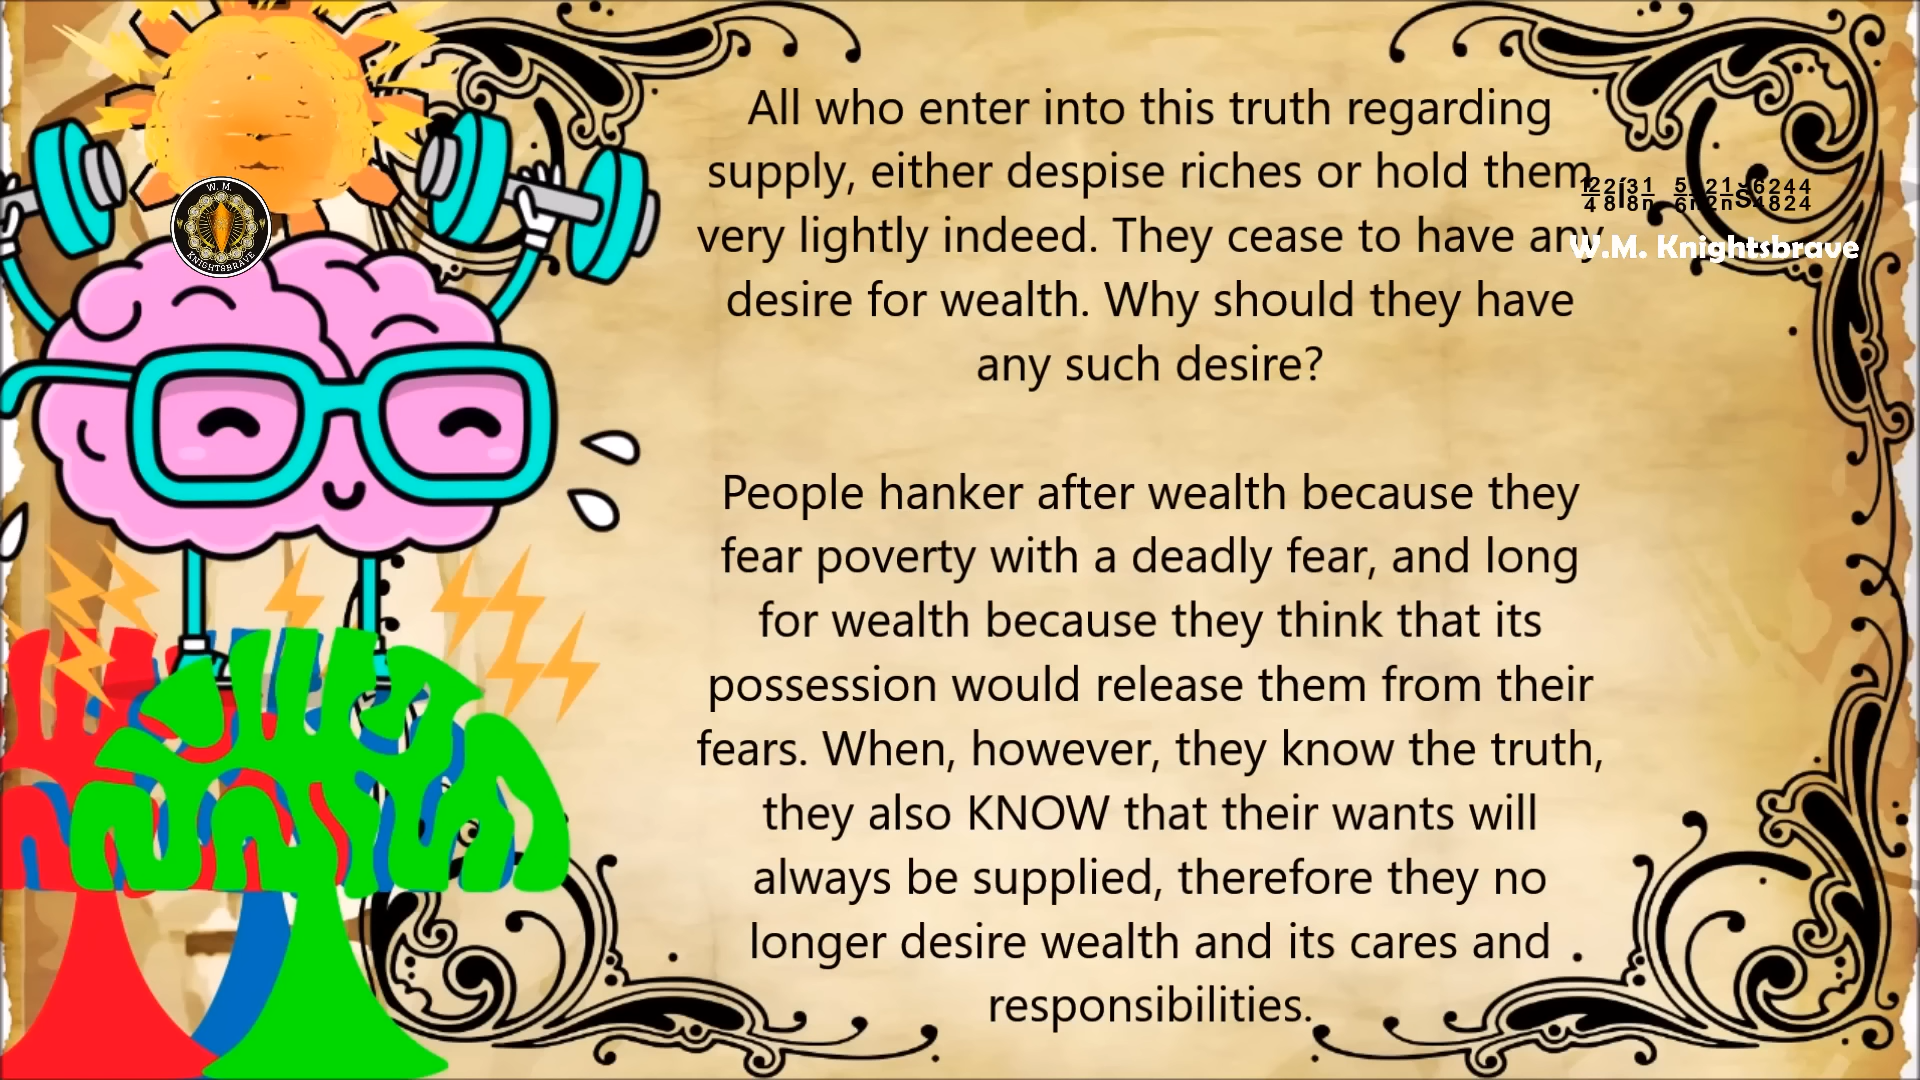 All who enter into this truth regarding
supply, either despise riches or hold them
very lightly indeed. They cease to have any
desire for wealth. Why should they have
any such desire?
People hanker after wealth because they
fear poverty with a deadly fear, and long
for wealth because they think that its
possession would release them from their
fears. When, however, they know the truth,
they also KNOW that their wants will
always be supplied, therefore they no
longer desire wealth and its cares and
responsibilities.
W.M. Knightsbrave
W. M.
KNIGHTSBRAVE